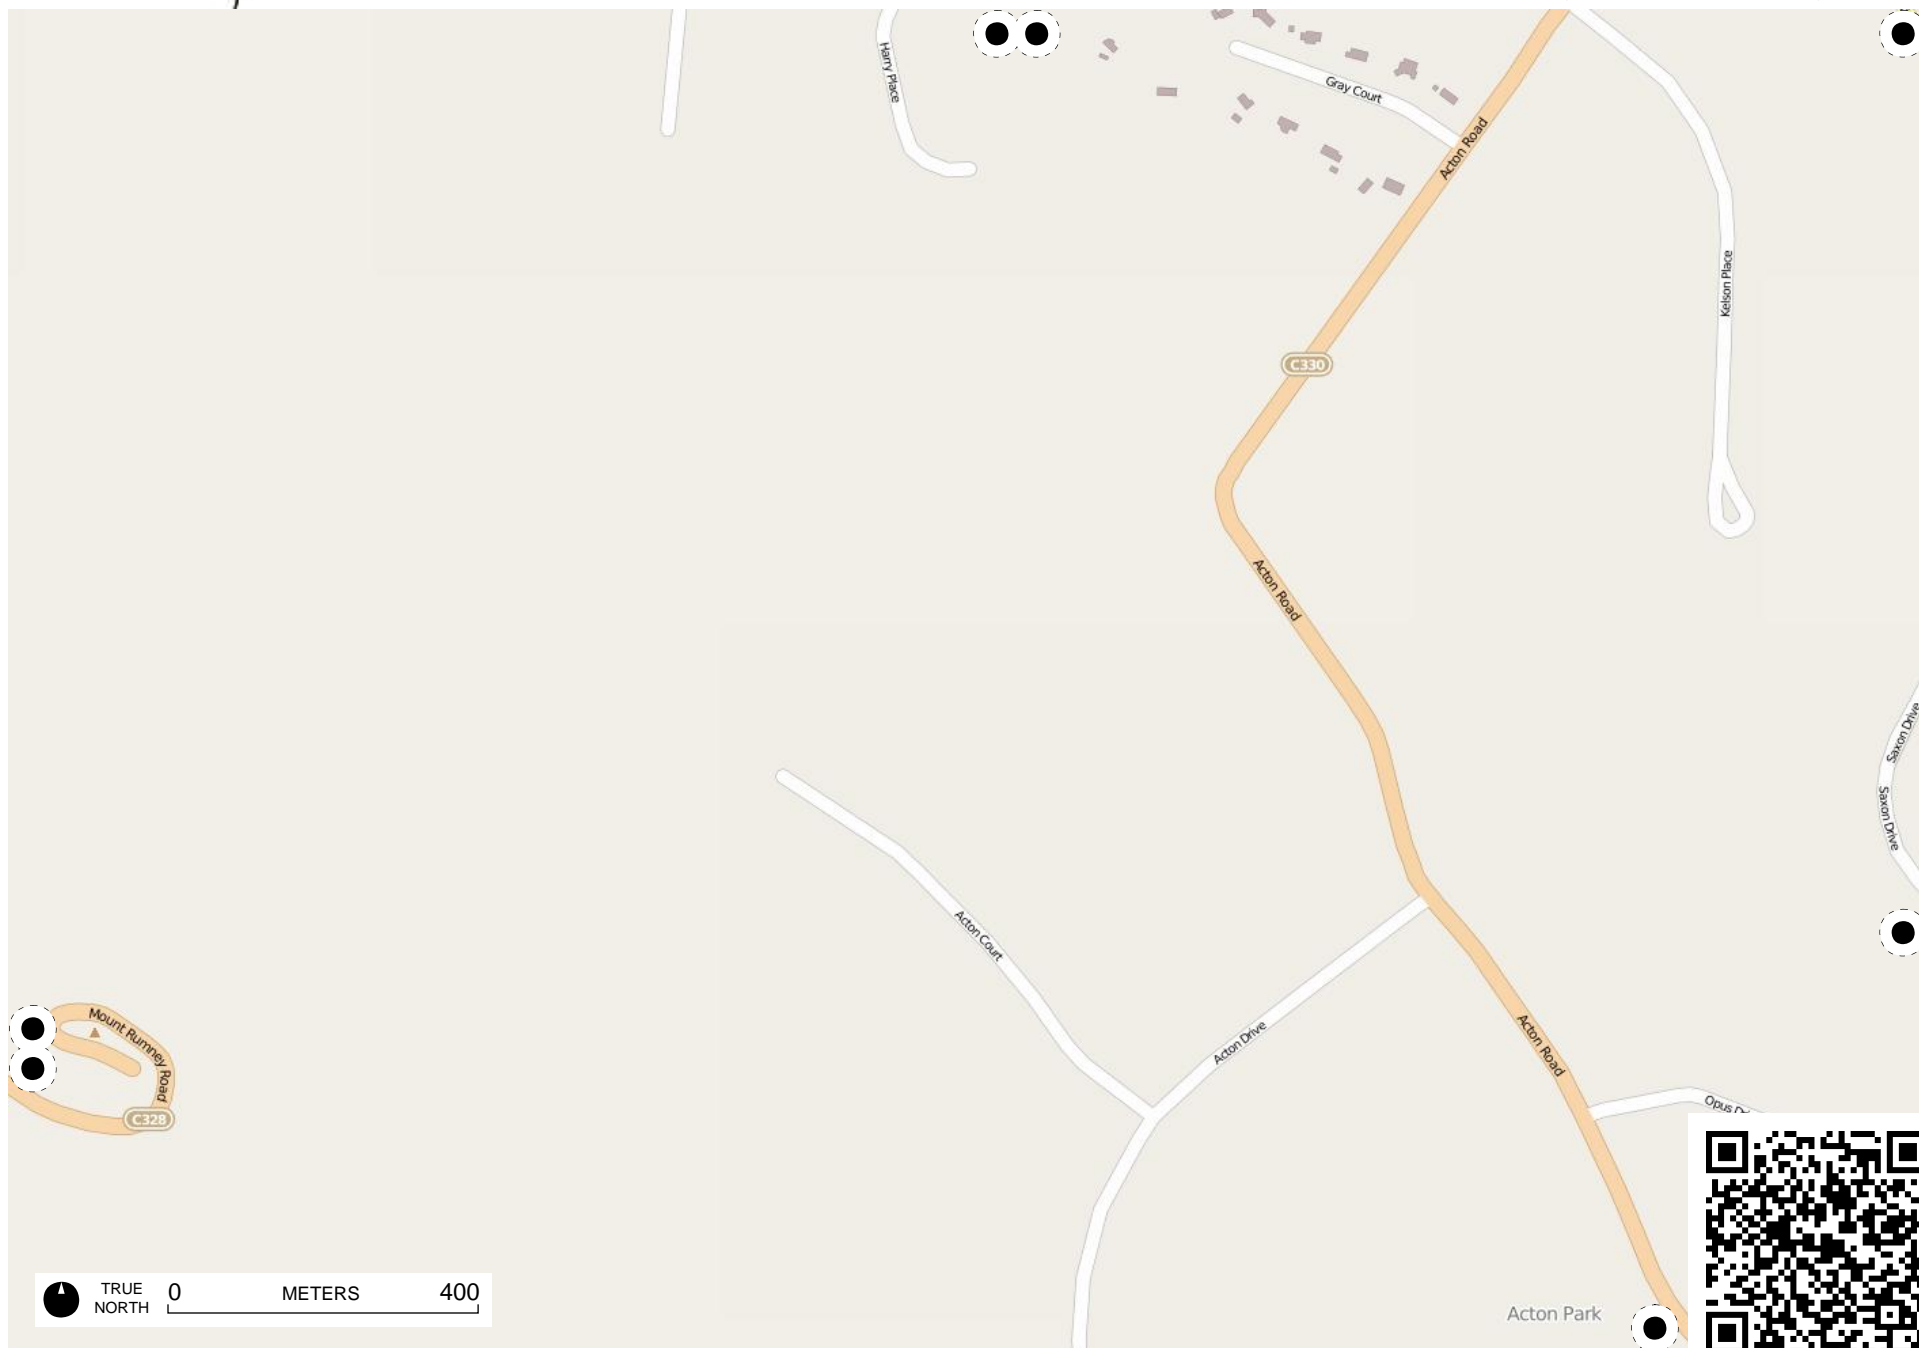 Harry Place
Gray Court
Acton Road
Kelson Place
C330
Acton Road
Saxon Drive
Saxon Drive
Acton Court
Mount Rumney Road
Acton Drive
Acton Road
C328
Opus
TRUE
NORTH
0 METERS 400
Acton Park